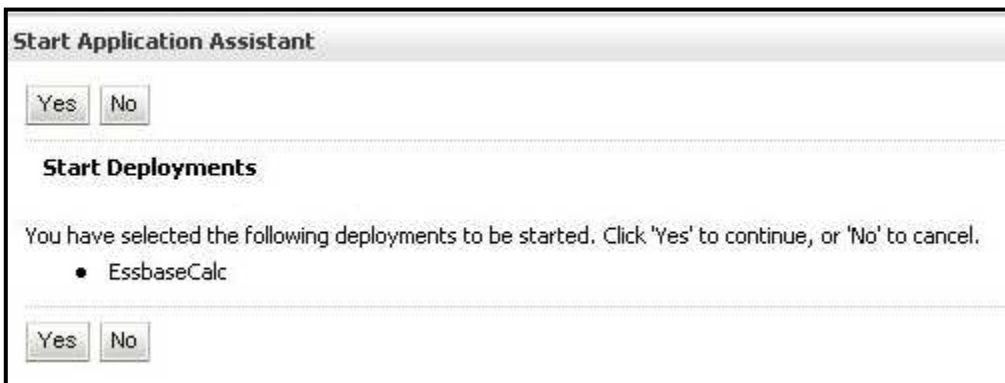 Start Application Assistant
Yes No
Start Deployments
You have selected the following deployments to be started. Click 'Yes' to continue, or 'No' to cancel.
• EssbaseCalc
Yes No